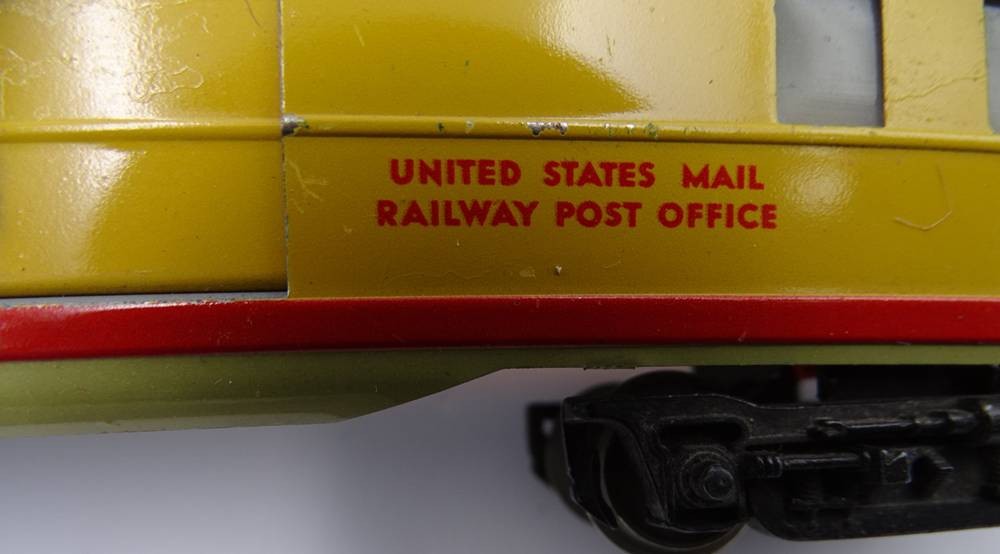 UNITED STATES MAIL
RAILWAY POST OFFICE